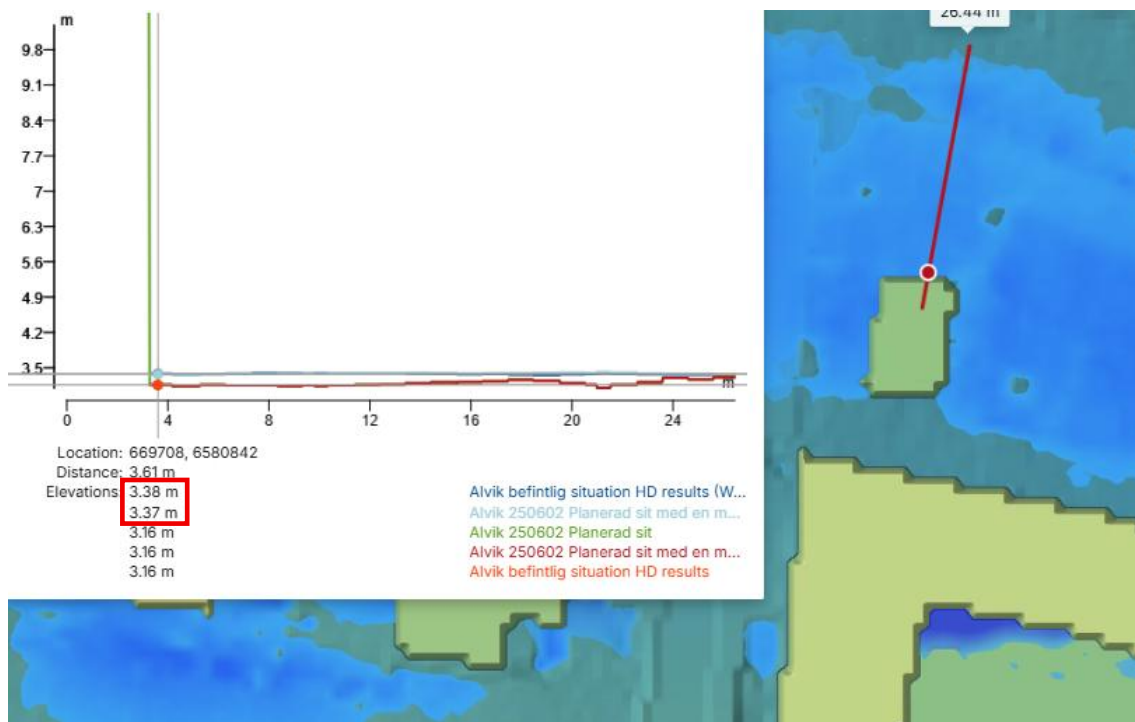 m
26.44 m
9.8
9.1
8.4
7.7
7
6.3
5.6
4.9
4.2
3.5
m
0 4 8 12 16 20 24
Location: 669708, 6580842
Distance: 3.61 m
Elevations 3.38 m Alvik befintlig situation HD results (W...
3.37 m Alvik 250602 Planerad sit med en m...
3.16 m Alvik 250602 Planerad sit
3.16 m Alvik 250602 Planerad sit med en m...
3.16 m Alvik befintlig situation HD results